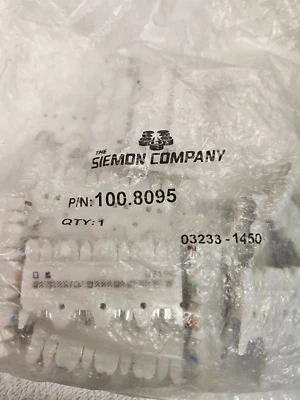 THE
SIEMON COMPANY
P/N: 100.8095
QTY: 1
03233 -1450